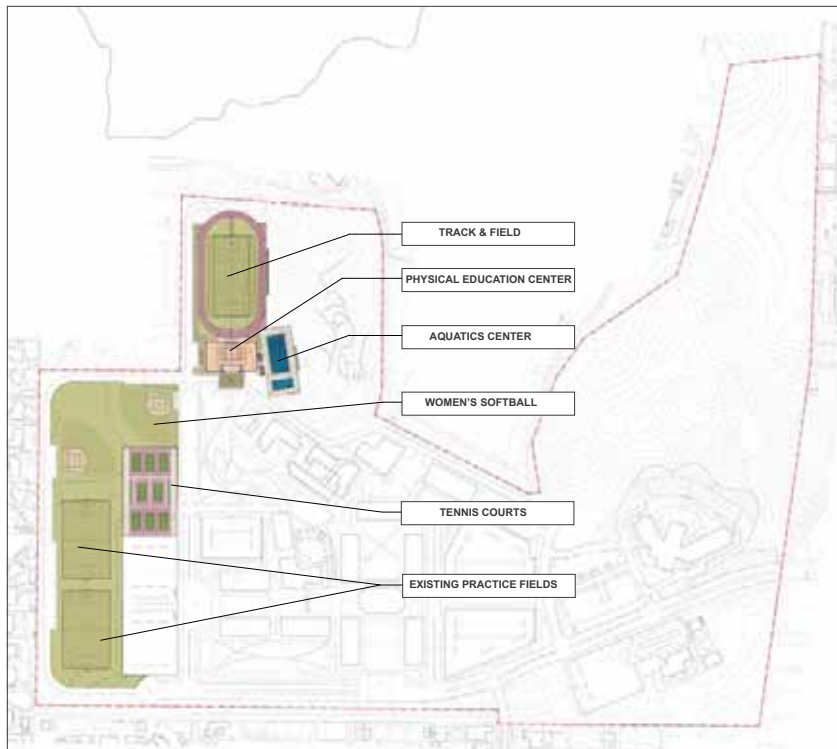 TRACK & FIELD
PHYSICAL EDUCATION CENTER
AQUATICS CENTER
WOMEN'S SOFTBALL
TENNIS COURTS
EXISTING PRACTICE FIELDS